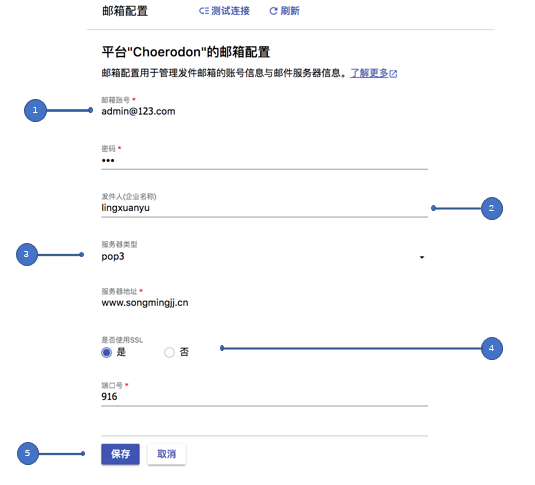 邮箱配置 测试连接 刷新
平台"Choerodon"的邮箱配置
邮箱配置用于管理发件邮箱的账号信息与邮件服务器信息。了解更多
邮箱账号 *
1
admin@123.com
密码 *
•••
发件人(企业名称)
lingxuanyu
2
服务器类型
3
pop3
服务器地址 *
www.songmingjj.cn
是否使用SSL
是 否
4
端口号 *
916
5
保存 取消